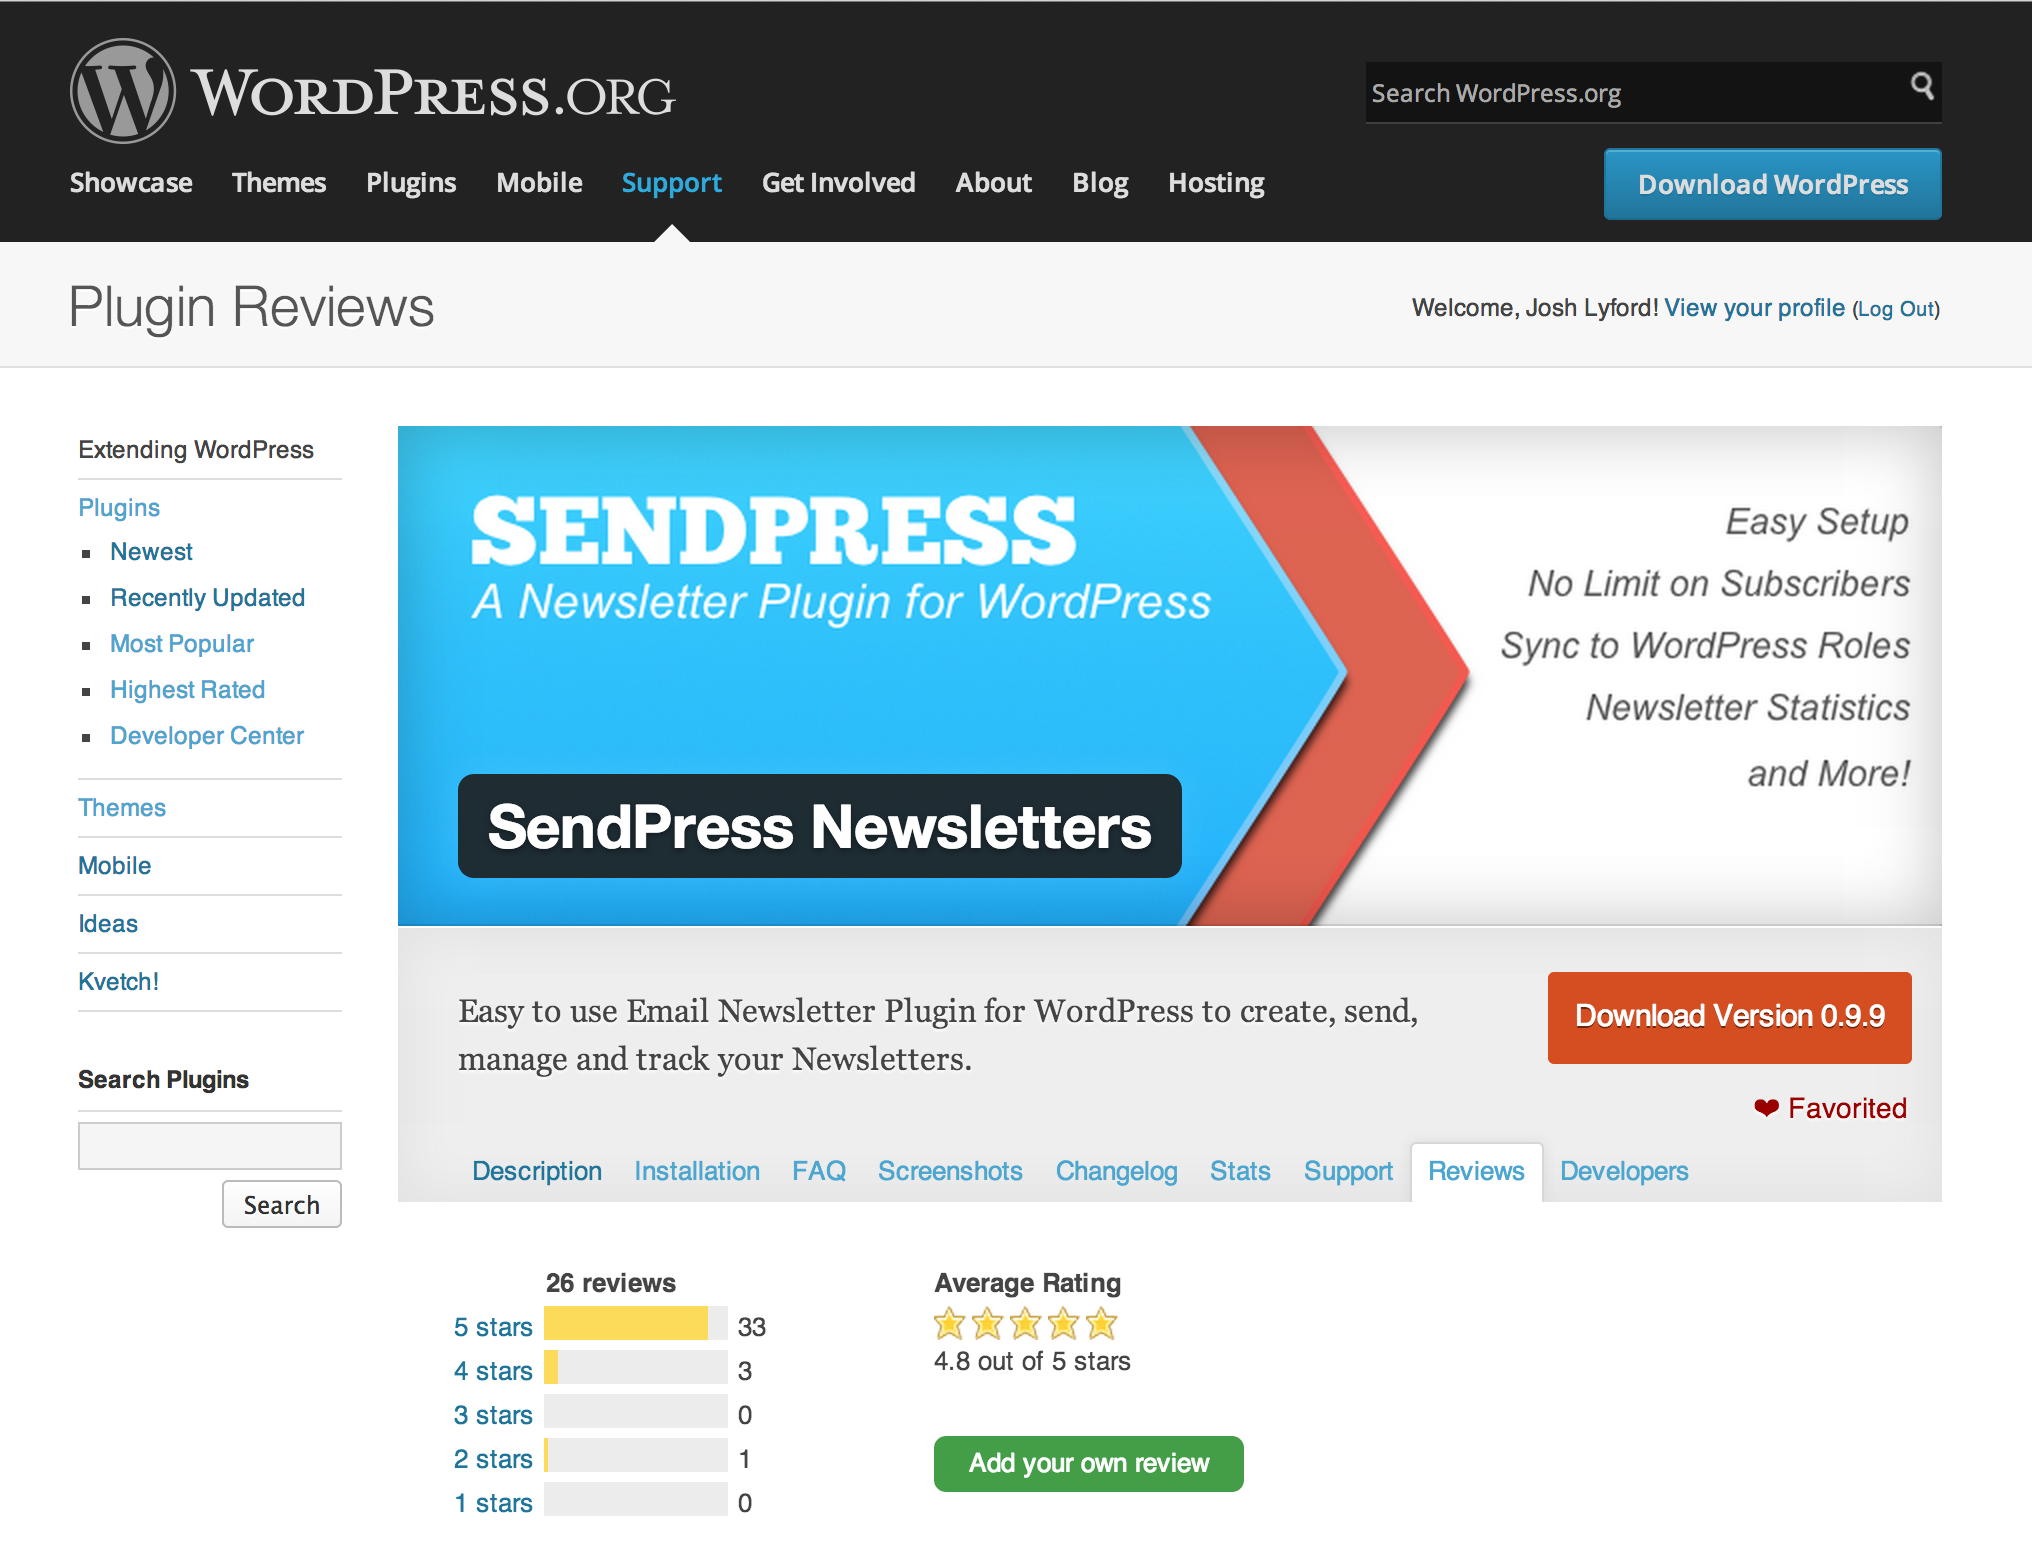 WORDPRESS.ORG
Search WordPress.org
Showcase Themes Plugins Mobile Support Get Involved About Blog Hosting
Download WordPress
Plugin Reviews
Welcome, Josh Lyford! View your profile (Log Out)
Extending WordPress
Plugins
Newest
Recently Updated
Most Popular
Highest Rated
Developer Center
Themes
Mobile
Ideas
Kvetch!
Search Plugins
Search
SENDPRESS
A Newsletter Plugin for WordPress
Easy Setup
No Limit on Subscribers
Sync to WordPress Roles
Newsletter Statistics
and More!
SendPress Newsletters
Easy to use Email Newsletter Plugin for WordPress to create, send,
manage and track your Newsletters.
Download Version 0.9.9
❤ Favorited
Description Installation FAQ Screenshots Changelog Stats Support Reviews Developers
26 reviews
5 stars 33
4 stars 3
3 stars 0
2 stars 1
1 stars 0
Average Rating
4.8 out of 5 stars
Add your own review